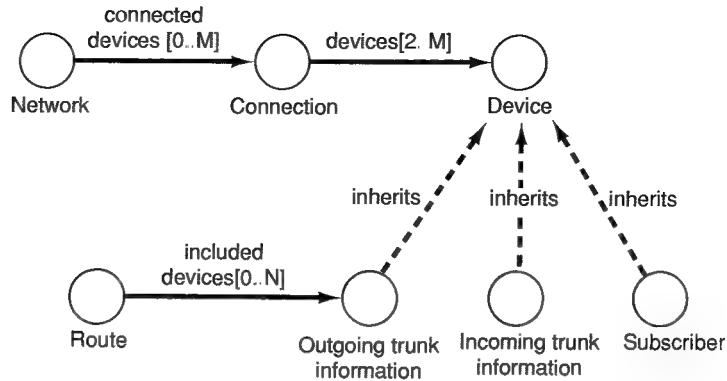 connected
devices [0..M]
devices[2. M]
Network
Connection
Device
inherits
inherits
inherits
included
devices[0..N]
Route
Outgoing trunk
information
Incoming trunk
information
Subscriber